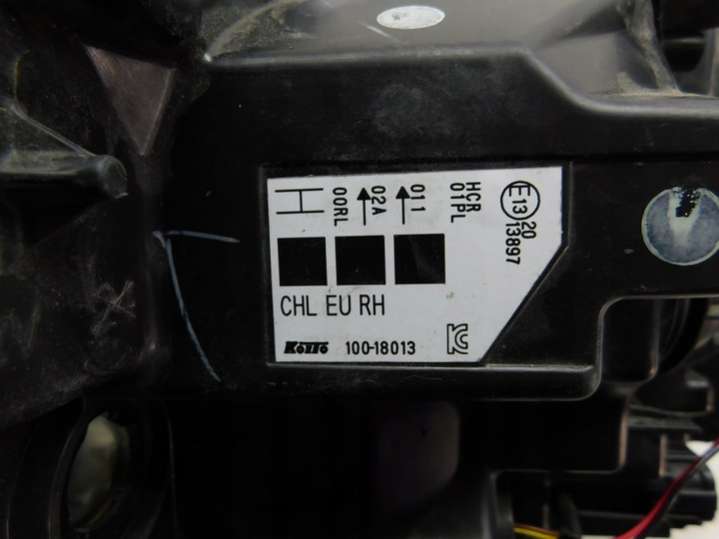 HCR
01PL
011
02A
00RL
E13
20
13897
CHL EU RH
KOITO 100-18013